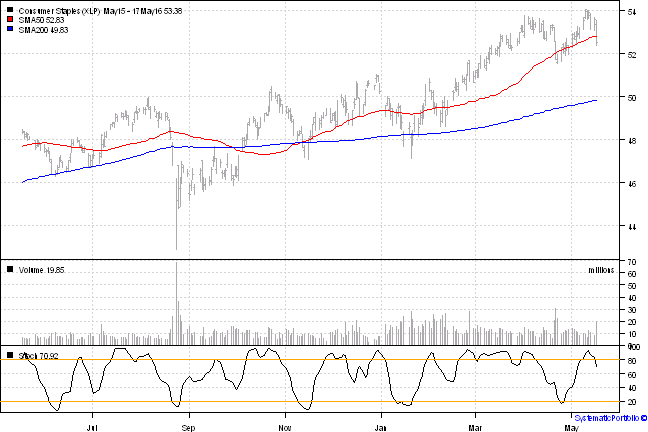 Consumer Staples (XLP) May15 - 17May16 53.38
SMA50 52.83
SMA200 49.83
54
52
50
48
46
44
Volume 19.85
millions
70
60
50
40
30
20
10
Stoch 70.92
80
60
40
20
Jul
Sep
Nov
Jan
Mar
May
SystematicPortfolio ©